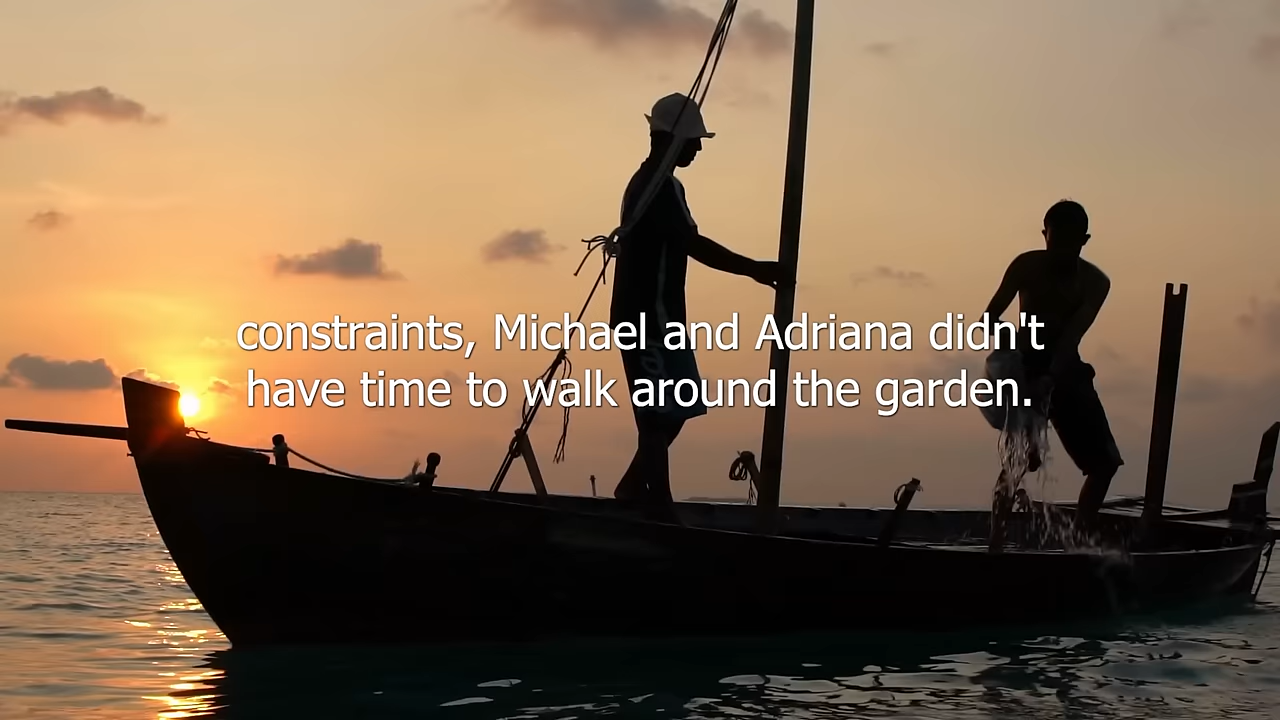 constraints, Michael and Adriana didn't
have time to walk around the garden.